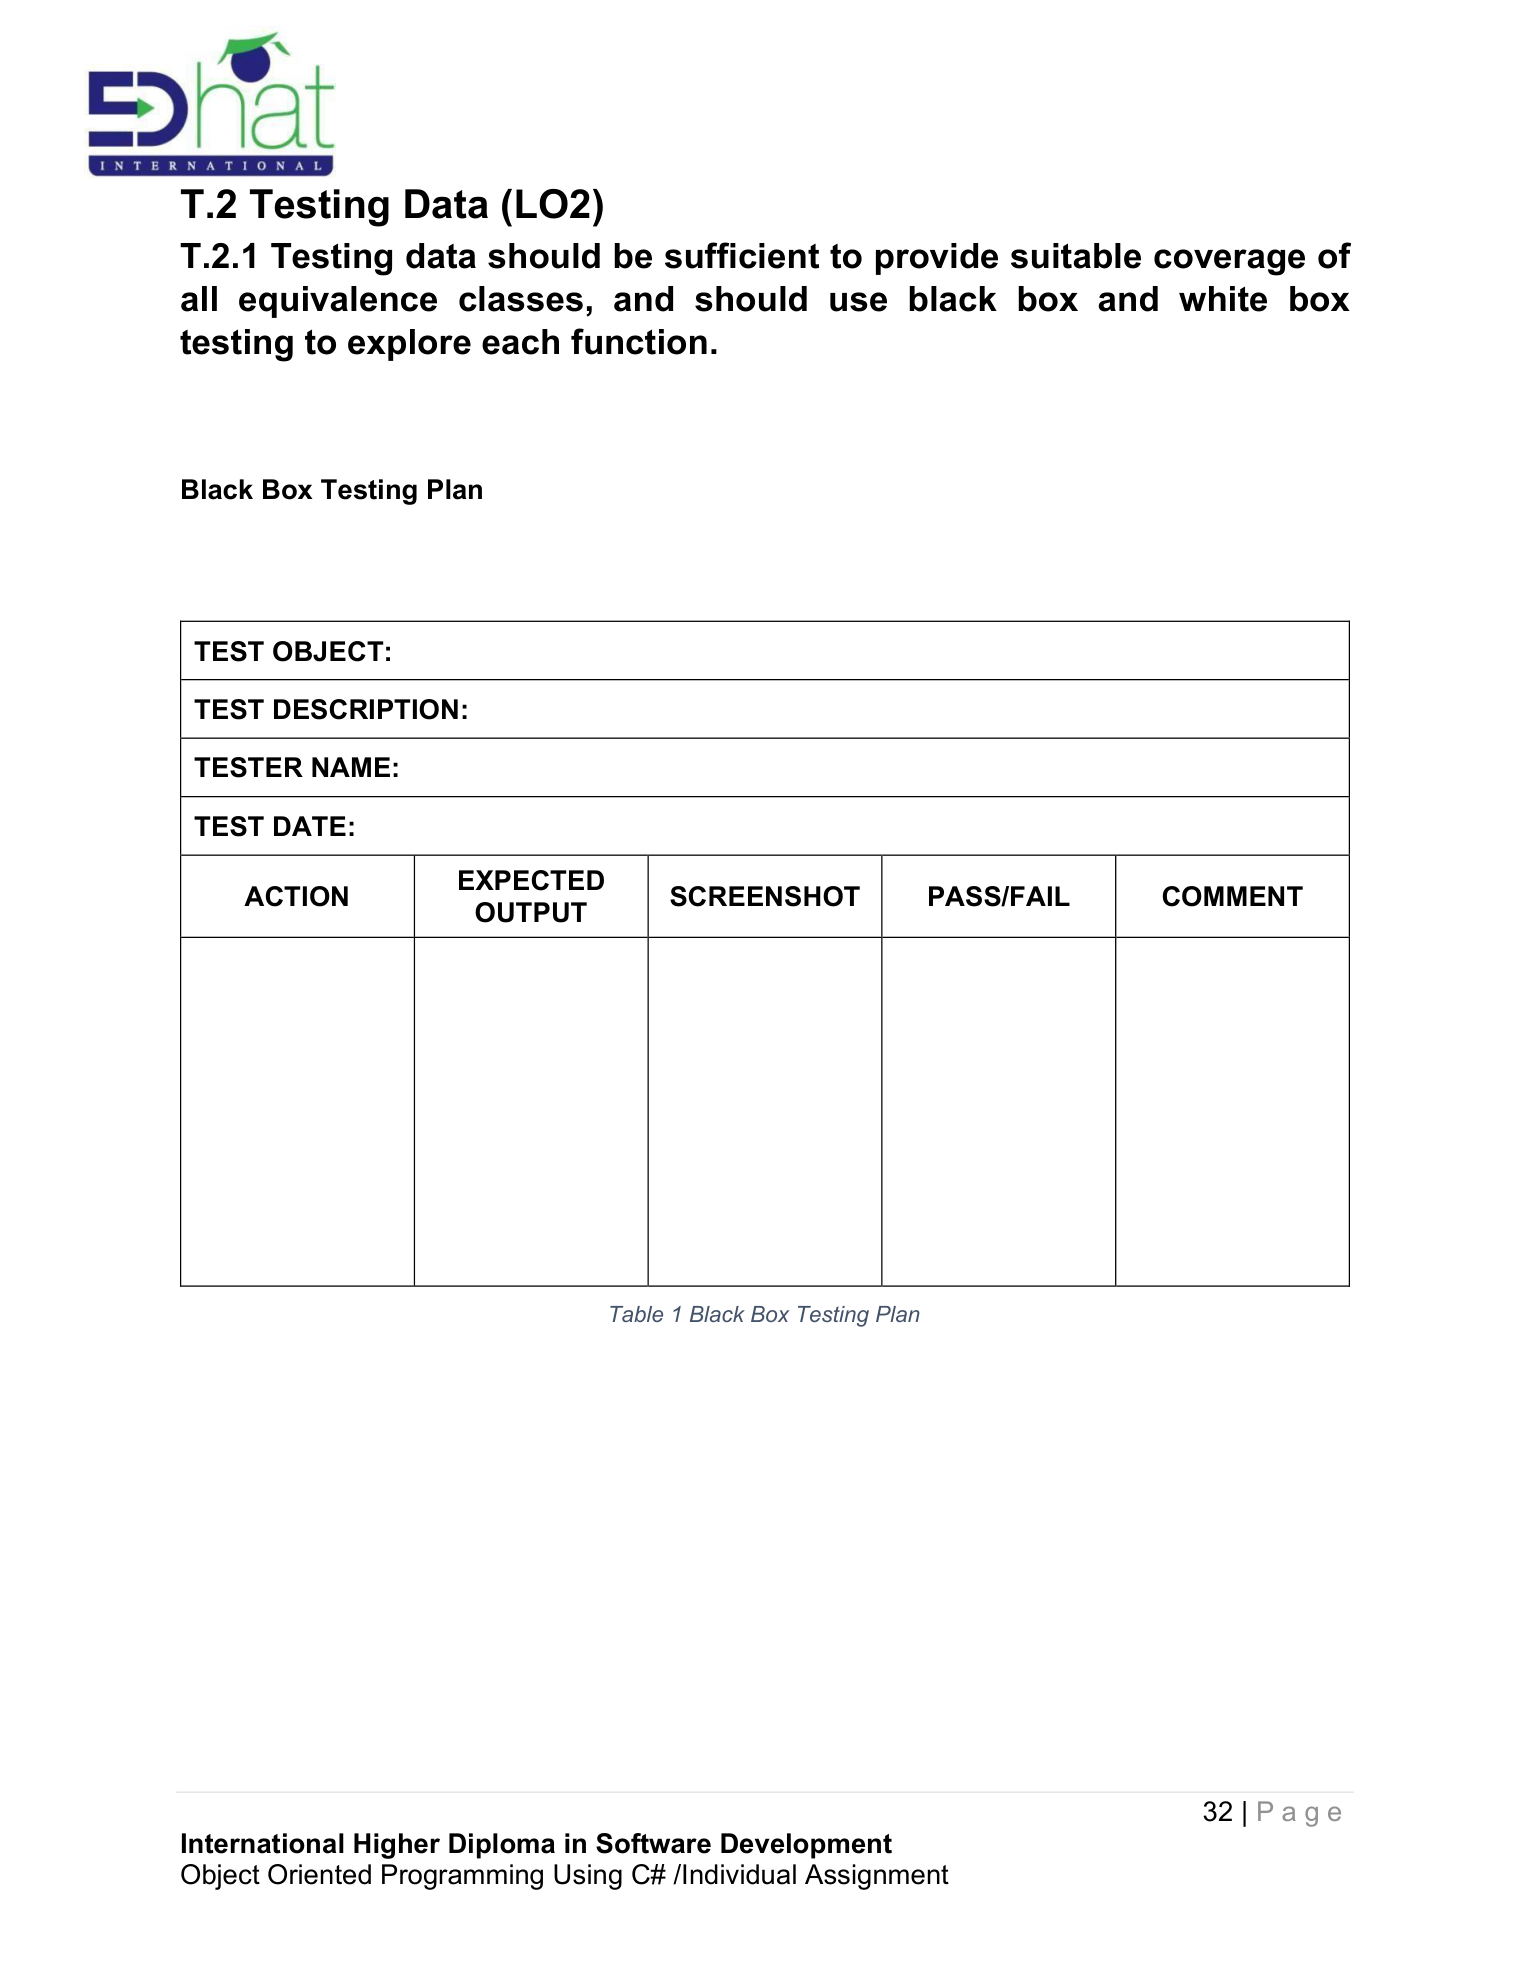 EDhat
INTERNATIONAL
T.2 Testing Data (LO2)
T.2.1 Testing data should be sufficient to provide suitable coverage of
all equivalence classes, and should use black box and white box
testing to explore each function.
Black Box Testing Plan
TEST OBJECT:
TEST DESCRIPTION:
TESTER NAME:
TEST DATE:
ACTION
EXPECTED
OUTPUT
SCREENSHOT
PASS/FAIL
COMMENT
Table 1 Black Box Testing Plan
32 | P a g e
International Higher Diploma in Software Development
Object Oriented Programming Using C# /Individual Assignment